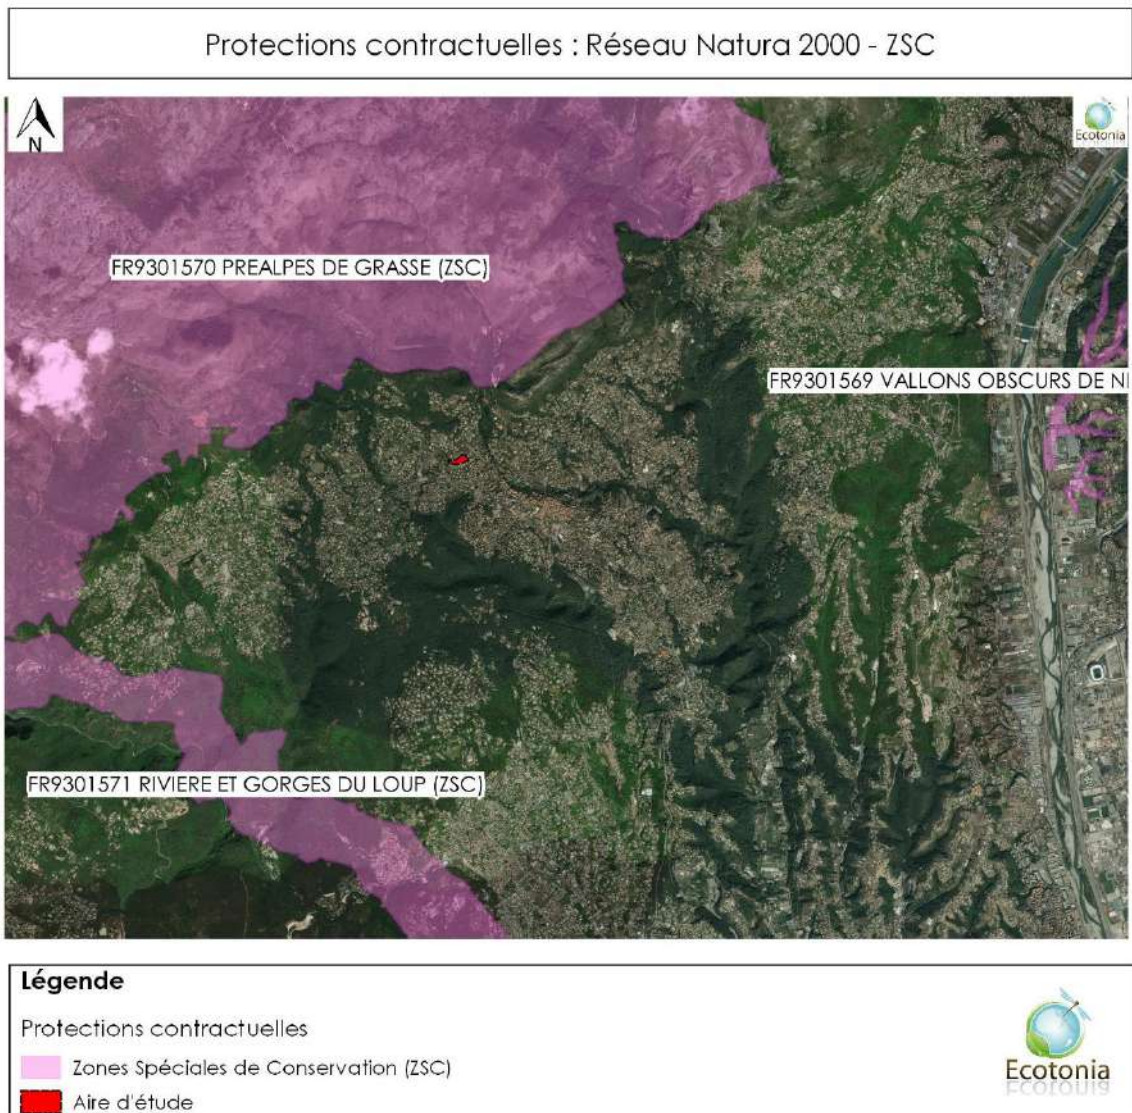 Protections contractuelles : Réseau Natura 2000 - ZSC
N
Ecotonia
FR9301570 PREALPES DE GRASSE (ZSC)
FR9301569 VALLONS OBSCURS DE NI
FR9301571 RIVIERE ET GORGES DU LOUP (ZSC)
Légende
Protections contractuelles
Zones Spéciales de Conservation (ZSC)
Aire d'étude
Ecotonia